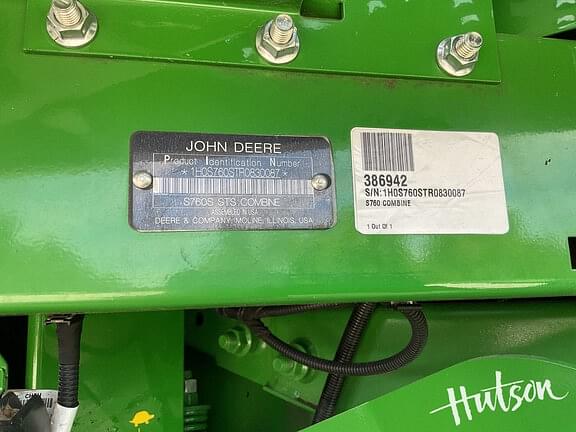 JOHN DEERE
Product Identification Number
*1H0S760STR0830087*
S760S STS COMBINE
ASSEMBLED IN USA
DEERE & COMPANY MOLINE, ILLINOIS, USA
386942
S/N: 1H0S760STR0830087
S760 COMBINE
1 Out Of 1
Hutson